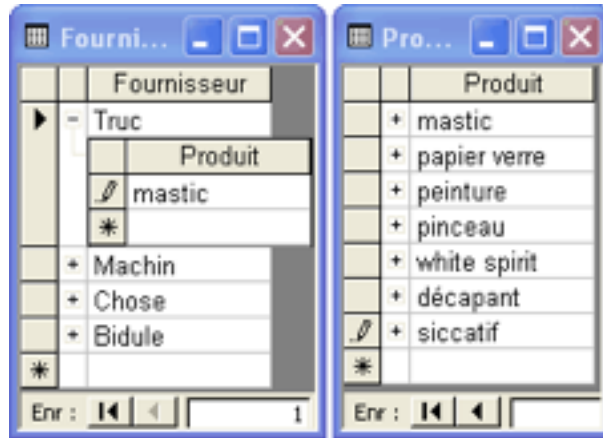 Fourni...
Fournisseur
Truc
Produit
mastic
Machin
Chose
Bidule
Enr : 1
Pro...
Produit
mastic
papier verre
peinture
pinceau
white spirit
décapant
siccatif
Enr :